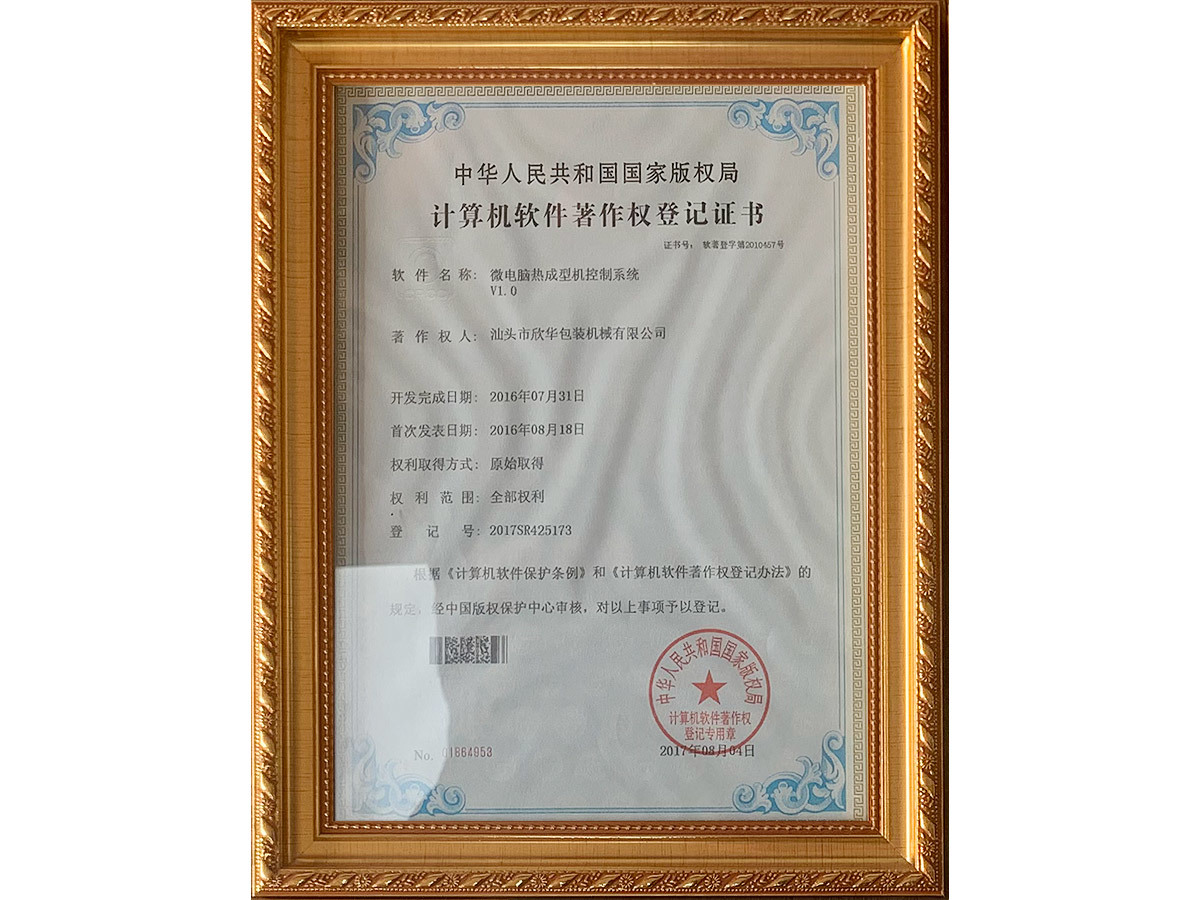 中华人民共和国国家版权局
计算机软件著作权登记证书
证书号： 软著登字第2010457号
软件名称： 微电脑热成型机控制系统
V1.0
著作权人： 汕头市欣华包装机械有限公司
开发完成日期： 2016年07月31日
首次发表日期： 2016年08月18日
权利取得方式： 原始取得
权利范围： 全部权利
登记号： 2017SR425173
根据《计算机软件保护条例》和《计算机软件著作权登记办法》的
规定，经中国版权保护中心审核，对以上事项予以登记。
中华人民共和国国家版权局
计算机软件著作权
登记专用章
No. 01864953
2017年08月04日